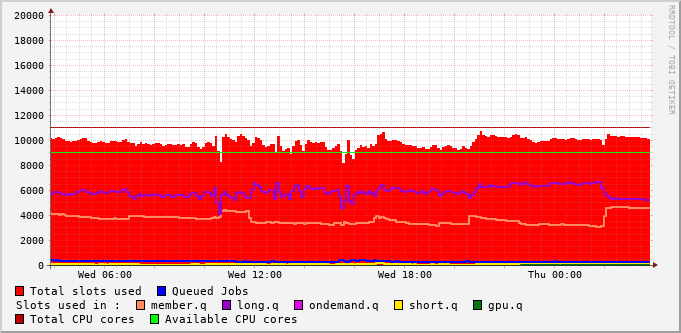 RRDTOOL / TOBI OETIKER
20000
18000
16000
14000
12000
10000
8000
6000
4000
2000
0
Wed 06:00 Wed 12:00 Wed 18:00 Thu 00:00
Total slots used Queued Jobs
Slots used in : member.q long.q ondemand.q short.q gpu.q
Total CPU cores Available CPU cores